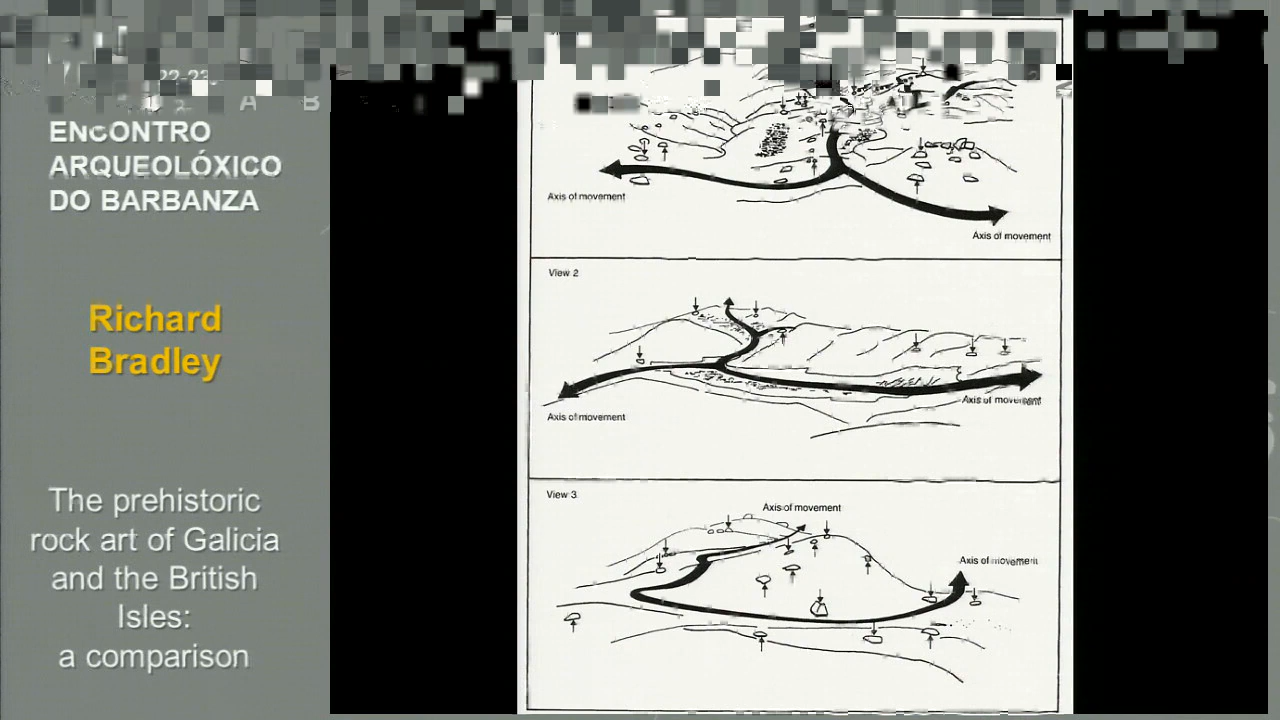 22-23
A B
ENCONTRO
ARQUEOLÓXICO
DO BARBANZA
Richard
Bradley
The prehistoric
rock art of Galicia
and the British
Isles:
a comparison
Axis of movement
Axis of movement
View 2
Axis of movement
Axis of movement
View 3
Axis of movement
Axis of movement